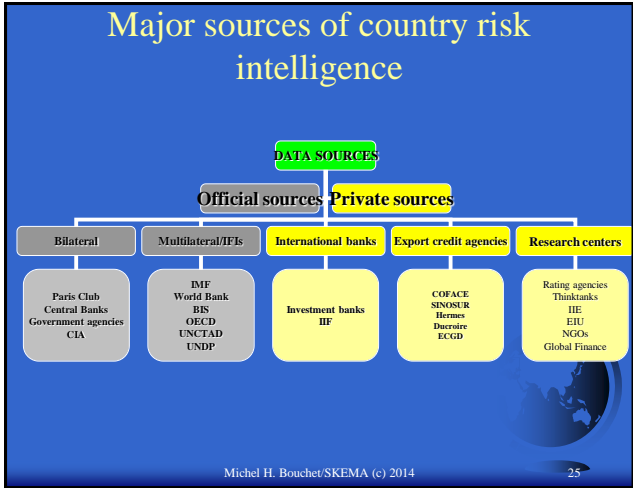 Major sources of country risk
intelligence
DATA SOURCES
Official sources
Private sources
Bilateral
Multilateral/IFIs
International banks
Export credit agencies
Research centers
Paris Club
Central Banks
Government agencies
CIA
IMF
World Bank
BIS
OECD
UNCTAD
UNDP
Investment banks
IIF
COFACE
SINOSUR
Hermes
Ducroire
ECGD
Rating agencies
Thinktanks
IIE
EIU
NGOs
Global Finance
Michel H. Bouchet/SKEMA (c) 2014
25